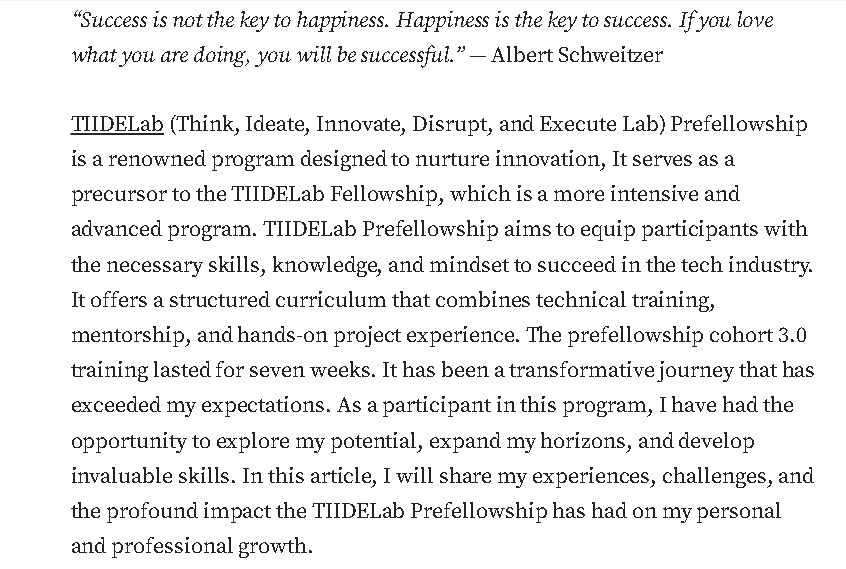 “Success is not the key to happiness. Happiness is the key to success. If you love
what you are doing, you will be successful.” — Albert Schweitzer
TIIDELab (Think, Ideate, Innovate, Disrupt, and Execute Lab) Prefellowship
is a renowned program designed to nurture innovation, It serves as a
precursor to the TIIDELab Fellowship, which is a more intensive and
advanced program. TIIDELab Prefellowship aims to equip participants with
the necessary skills, knowledge, and mindset to succeed in the tech industry.
It offers a structured curriculum that combines technical training,
mentorship, and hands-on project experience. The prefellowship cohort 3.0
training lasted for seven weeks. It has been a transformative journey that has
exceeded my expectations. As a participant in this program, I have had the
opportunity to explore my potential, expand my horizons, and develop
invaluable skills. In this article, I will share my experiences, challenges, and
the profound impact the TIIDELab Prefellowship has had on my personal
and professional growth.